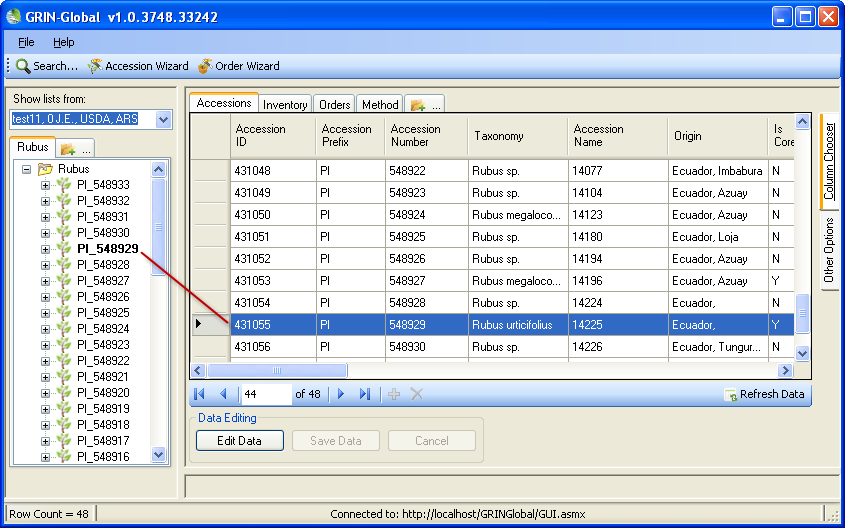 GRIN-Global v1.0.3748.33242
File Help
Search... Accession Wizard Order Wizard
Show lists from:
test11, 0J.E., USDA, ARS
Rubus ...
Rubus
PI_548933
PI_548932
PI_548931
PI_548930
PI_548929
PI_548928
PI_548927
PI_548926
PI_548925
PI_548924
PI_548923
PI_548922
PI_548921
PI_548920
PI_548919
PI_548918
PI_548917
PI_548916
Accessions Inventory Orders Method ...
Accession ID Accession Prefix Accession Number Taxonomy Accession Name Origin Is Core
431048 PI 548922 Rubus sp. 14077 Ecuador, Imbabura N
431049 PI 548923 Rubus sp. 14104 Ecuador, Azuay N
431050 PI 548924 Rubus megaloco... 14123 Ecuador, Azuay N
431051 PI 548925 Rubus sp. 14180 Ecuador, Loja N
431052 PI 548926 Rubus sp. 14194 Ecuador, Azuay N
431053 PI 548927 Rubus megaloco... 14196 Ecuador, Azuay Y
431054 PI 548928 Rubus sp. 14224 Ecuador, N
431055 PI 548929 Rubus urticifolius 14225 Ecuador, Y
431056 PI 548930 Rubus sp. 14226 Ecuador, Tungur... N
44 of 48 Refresh Data
Data Editing
Edit Data Save Data Cancel
Column Chooser
Other Options
Row Count = 48 Connected to: http://localhost/GRINGlobal/GUI.asmx